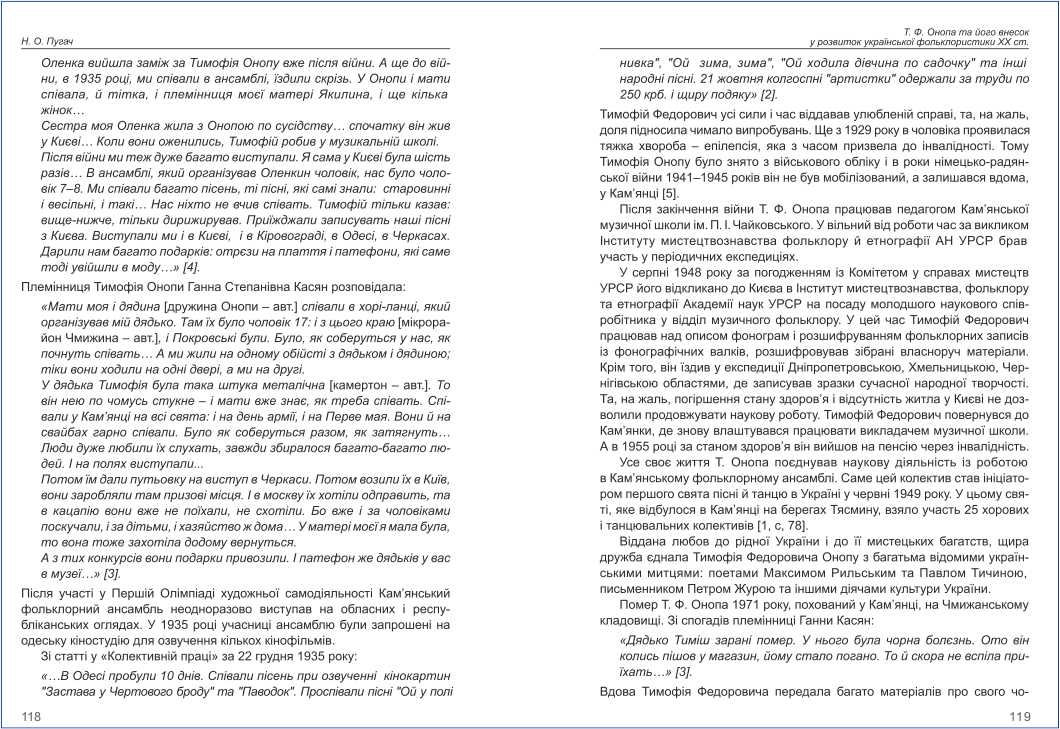 Н. О. Пугач
Оленка вийшла заміж за Тимофія Онопу вже після війни. А ще до вій-
ни, в 1935 році, ми співали в ансамблі, їздили скрізь. У Онопи і мати
співала, й тітка, і племінниця моєї матері Якилина, і ще кілька
жінок…
Сестра моя Оленка жила з Онопою по сусідству… спочатку він жив
у Києві… Коли вони оженились, Тимофій робив у музикальній школі.
Після війни ми теж дуже багато виступали. Я сама у Києві була шість
разів… В ансамблі, який організував Оленкин чоловік, нас було чоло-
вік 7–8. Ми співали багато пісень, ті пісні, які самі знали: старовинні
і весільні, і такі… Нас ніхто не вчив співать. Тимофій тільки казав:
вище-нижче, тільки дирижирував. Приїжджали записувать наші пісні
з Києва. Виступали ми і в Києві, і в Кіровограді, в Одесі, в Черкасах.
Дарили нам багато подарків: отрєзи на плаття і патефони, які саме
тоді увійшли в моду…» [4].
Племінниця Тимофія Онопи Ганна Степанівна Касян розповідала:
«Мати моя і дядина [дружина Онопи – авт.] співали в хорі-ланці, який
організував мій дядько. Там їх було чоловік 17: і з цього краю [мікрора-
йон Чмижина – авт.], і Покровські були. Було, як соберуться у нас, як
почнуть співать… А ми жили на одному обійсті з дядьком і дядиною;
тіки вони ходили на одні двері, а ми на другі.
У дядька Тимофія була така штука металічна [камертон – авт.]. То
він нею по чомусь стукне – і мати вже знає, як треба співать. Спі-
вали у Кам’янці на всі свята: і на день армії, і на Перве мая. Вони й на
свайбах гарно співали. Було як соберуться разом, як затягнуть…
Люди дуже любили їх слухать, завжди збиралося багато-багато лю-
дей. І на полях виступали...
Потом їм дали путьовку на виступ в Черкаси. Потом возили їх в Київ,
вони заробляли там призові місця. І в москву їх хотіли одправить, та
в кацапію вони вже не поїхали, не схотіли. Бо вже і за чоловіками
поскучали, і за дітьми, і хазяйство ж дома… У матері моєї я мала була,
то вона тоже захотіла додому вернуться.
А з тих конкурсів вони подарки привозили. І патефон же дядьків у вас
в музеї…» [3].
Після участі у Першій Олімпіаді художньої самодіяльності Кам’янський
фольклорний ансамбль неодноразово виступав на обласних і респу-
бліканських оглядах. У 1935 році учасниці ансамблю були запрошені на
одеську кіностудію для озвучення кількох кінофільмів.
Зі статті у «Колективній праці» за 22 грудня 1935 року:
«…В Одесі пробули 10 днів. Співали пісень при озвученні кінокартин
"Застава у Чертового броду" та "Паводок". Проспівали пісні "Ой у полі
118
Т. Ф. Онопа та його внесок
у розвиток української фольклористики ХХ ст.
нивка", "Ой зима, зима", "Ой ходила дівчина по садочку" та інші
народні пісні. 21 жовтня колгоспні "артистки" одержали за труди по
250 крб. і щиру подяку» [2].
Тимофій Федорович усі сили і час віддавав улюбленій справі, та, на жаль,
доля підносила чимало випробувань. Ще з 1929 року в чоловіка проявилася
тяжка хвороба – епілепсія, яка з часом призвела до інвалідності. Тому
Тимофія Онопу було знято з військового обліку і в роки німецько-радян-
ської війни 1941–1945 років він не був мобілізований, а залишався вдома,
у Кам’янці [5].
Після закінчення війни Т. Ф. Онопа працював педагогом Кам’янської
музичної школи ім. П. І. Чайковського. У вільний від роботи час за викликом
Інституту мистецтвознавства фольклору й етнографії АН УРСР брав
участь у періодичних експедиціях.
У серпні 1948 року за погодженням із Комітетом у справах мистецтв
УРСР його відкликано до Києва в Інститут мистецтвознавства, фольклору
та етнографії Академії наук УРСР на посаду молодшого наукового спів-
робітника у відділ музичного фольклору. У цей час Тимофій Федорович
працював над описом фонограм і розшифруванням фольклорних записів
із фонографічних валків, розшифровував зібрані власноруч матеріали.
Крім того, він їздив у експедиції Дніпропетровською, Хмельницькою, Чер-
нігівською областями, де записував зразки сучасної народної творчості.
Та, на жаль, погіршення стану здоров’я і відсутність житла у Києві не доз-
волили продовжувати наукову роботу. Тимофій Федорович повернувся до
Кам’янки, де знову влаштувався працювати викладачем музичної школи.
А в 1955 році за станом здоров’я він вийшов на пенсію через інвалідність.
Усе своє життя Т. Онопа поєднував наукову діяльність із роботою
в Кам’янському фольклорному ансамблі. Саме цей колектив став ініціато-
ром першого свята пісні й танцю в Україні у червні 1949 року. У цьому свя-
ті, яке відбулося в Кам’янці на берегах Тясмину, взяло участь 25 хорових
і танцювальних колективів [1, с, 78].
Віддана любов до рідної України і до її мистецьких багатств, щира
дружба єднала Тимофія Федоровича Онопу з багатьма відомими україн-
ськими митцями: поетами Максимом Рильським та Павлом Тичиною,
письменником Петром Журою та іншими діячами культури України.
Помер Т. Ф. Онопа 1971 року, похований у Кам’янці, на Чмижанському
кладовищі. Зі спогадів племінниці Ганни Касян:
«Дядько Тиміш зарані помер. У нього була чорна болєзнь. Ото він
колись пішов у магазин, йому стало погано. То й скора не вспіла при-
їхать…» [3].
Вдова Тимофія Федоровича передала багато матеріалів про свого чо-
119